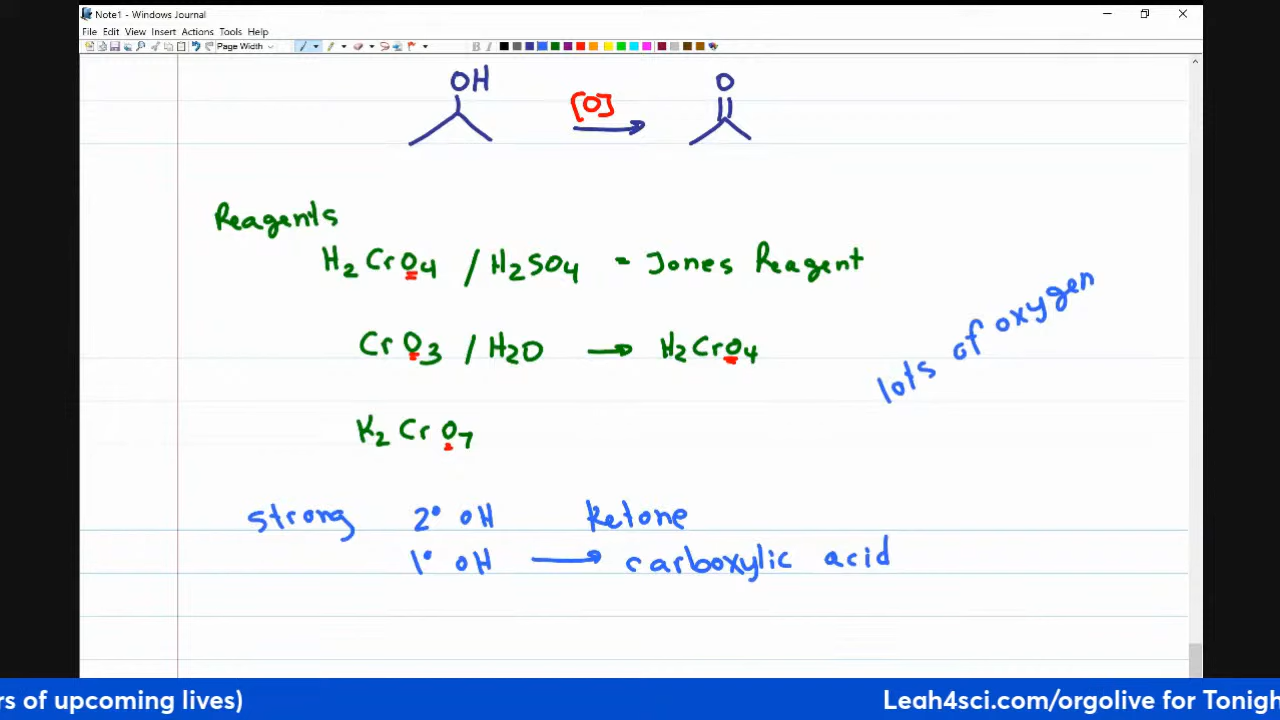 Note1 - Windows Journal
File Edit View Insert Actions Tools Help
Page Width
B I
OH
[O]
O
Reagents
H2CrO4 / H2SO4 = Jones Reagent
CrO3 / H2O → H2CrO4
lots of oxygen
K2CrO7
strong 2° OH ketone
1° OH → carboxylic acid
rs of upcoming lives) Leah4sci.com/orgolive for Tonigh